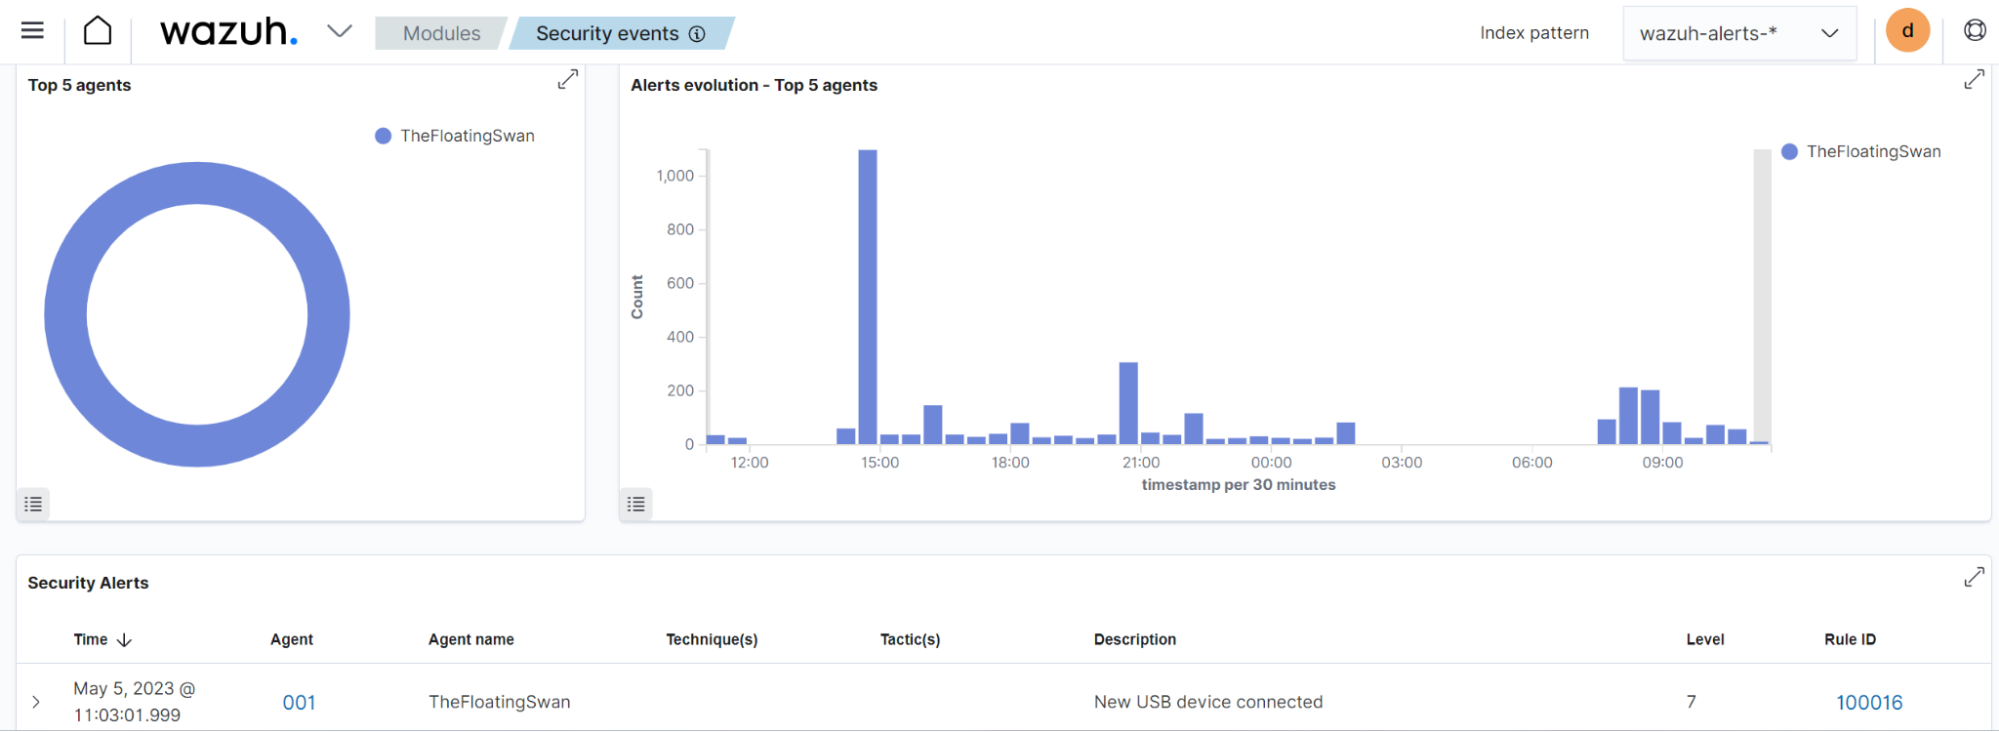 wazuh.
Modules
Security events
Index pattern
wazuh-alerts-*
d
Top 5 agents
TheFloatingSwan
Alerts evolution - Top 5 agents
TheFloatingSwan
Count
1,000
800
600
400
200
0
12:00 15:00 18:00 21:00 00:00 03:00 06:00 09:00
timestamp per 30 minutes
Security Alerts
Time Agent Agent name Technique(s) Tactic(s) Description Level Rule ID
May 5, 2023 @
11:03:01.999
001 TheFloatingSwan New USB device connected 7 100016